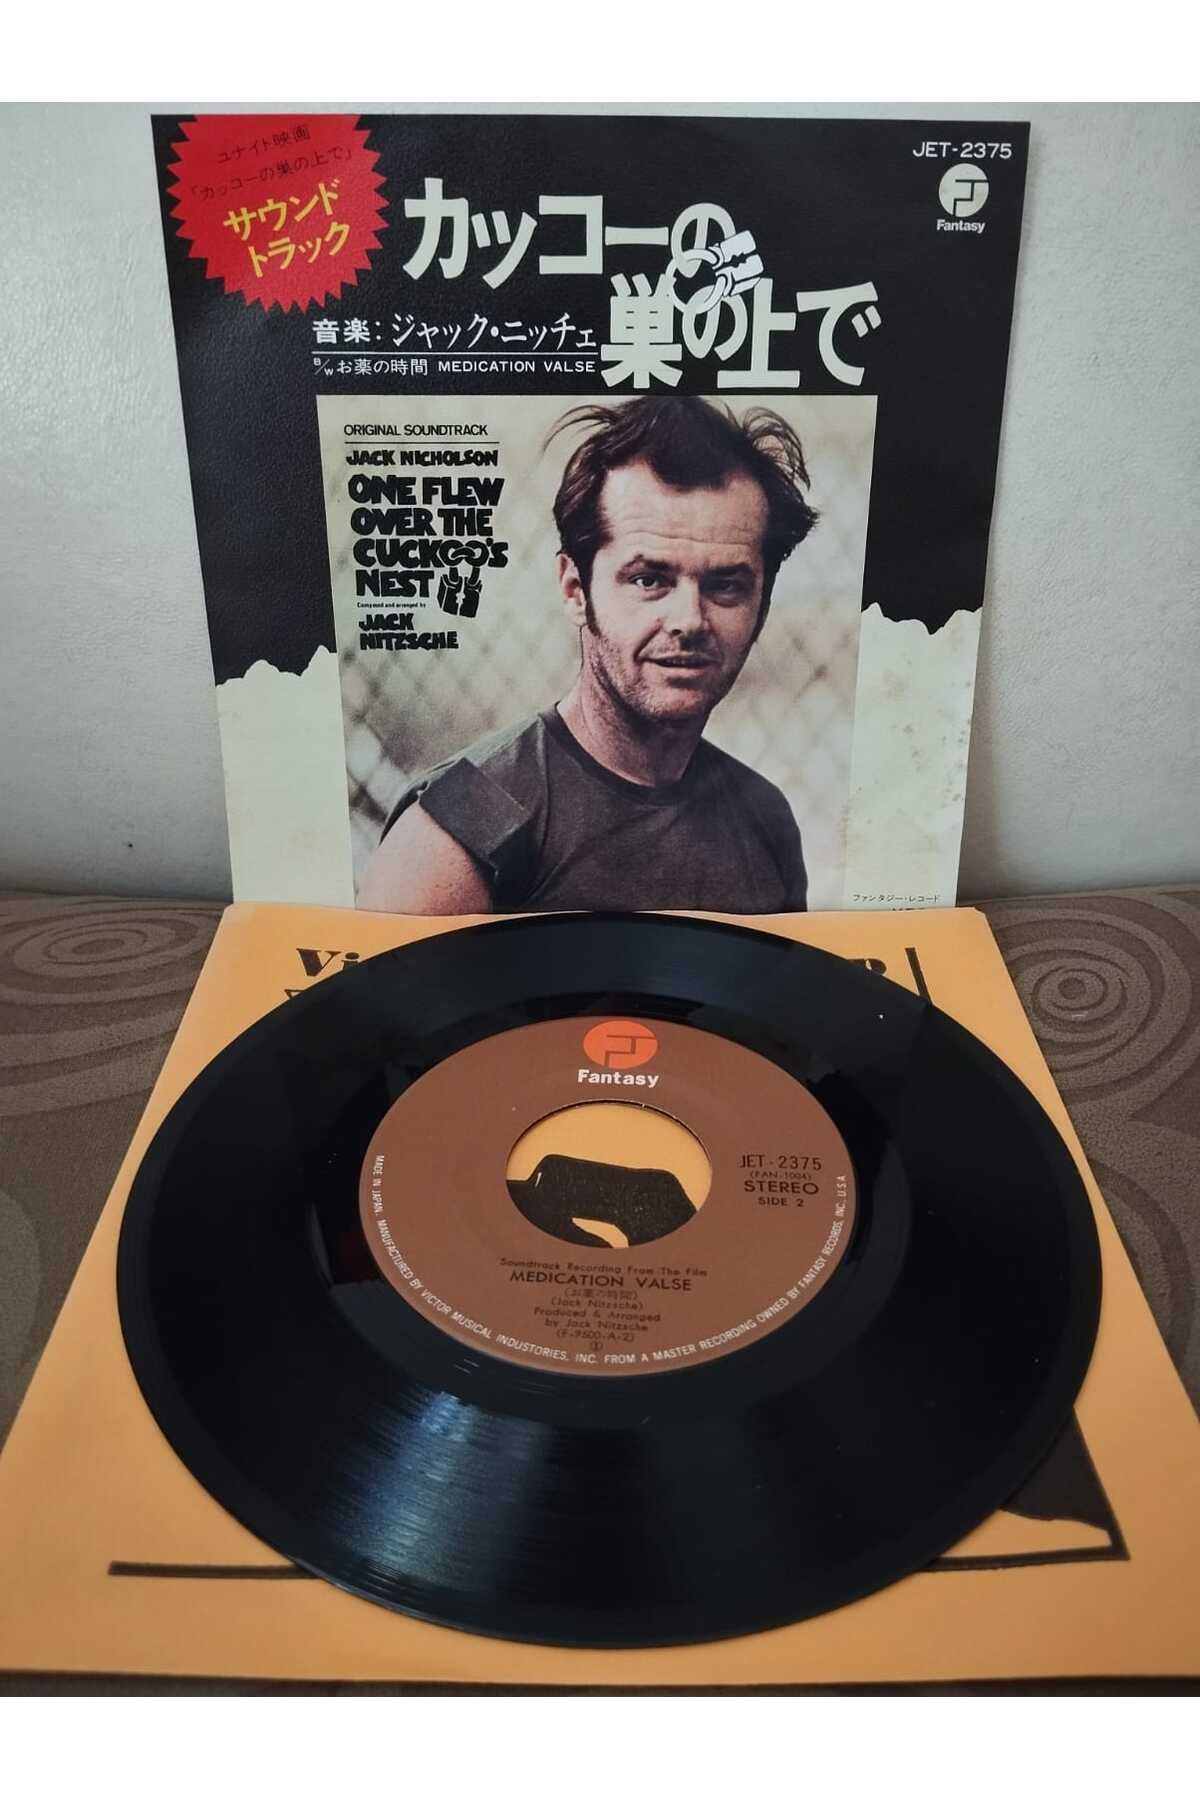 ユナイト映画
「カッコーの巣の上で」
サウンド
トラック
JET-2375
Fantasy
カッコーの
巣の上で
音楽:ジャック・ニッチェ
B/W お薬の時間 MEDICATION VALSE
ORIGINAL SOUNDTRACK
JACK NICHOLSON
ONE FLEW
OVER THE
CUCKOO'S
NEST
Composed and arranged by
JACK
NITZSCHE
ファンタジー・レコード
Fantasy
JET-2375
(FAN-1004)
STEREO
SIDE 2
Soundtrack Recording From The Film
MEDICATION VALSE
(お薬の時間)
(Jack Nitzsche)
Produced & Arranged
by Jack Nitzsche
(F-9500-A-2)
MADE IN JAPAN. MANUFACTURED BY VICTOR MUSICAL INDUSTORIES, INC. FROM A MASTER RECORDING OWNED BY FANTASY RECORDS, INC. U.S.A